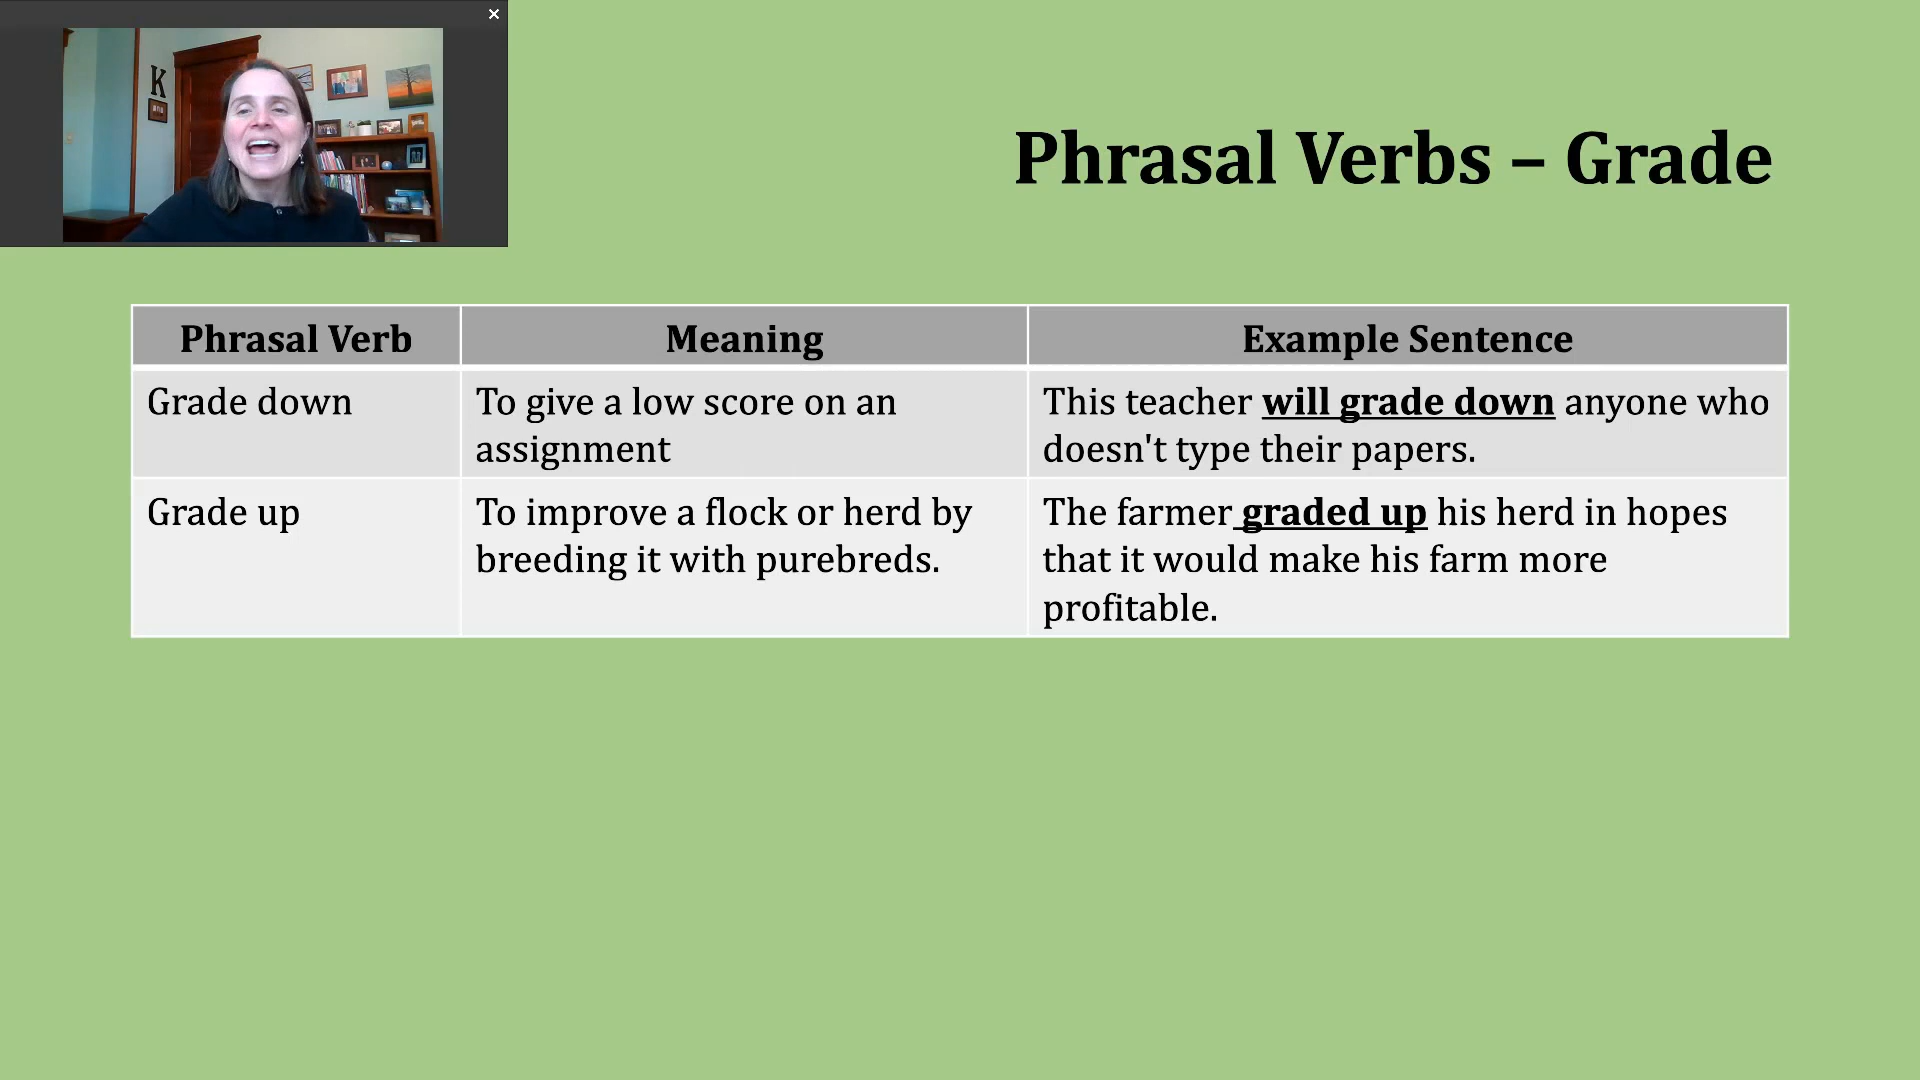 K
Phrasal Verbs – Grade
Phrasal Verb
Meaning
Example Sentence
Grade down
To give a low score on an
assignment
This teacher will grade down anyone who
doesn't type their papers.
Grade up
To improve a flock or herd by
breeding it with purebreds.
The farmer graded up his herd in hopes
that it would make his farm more
profitable.